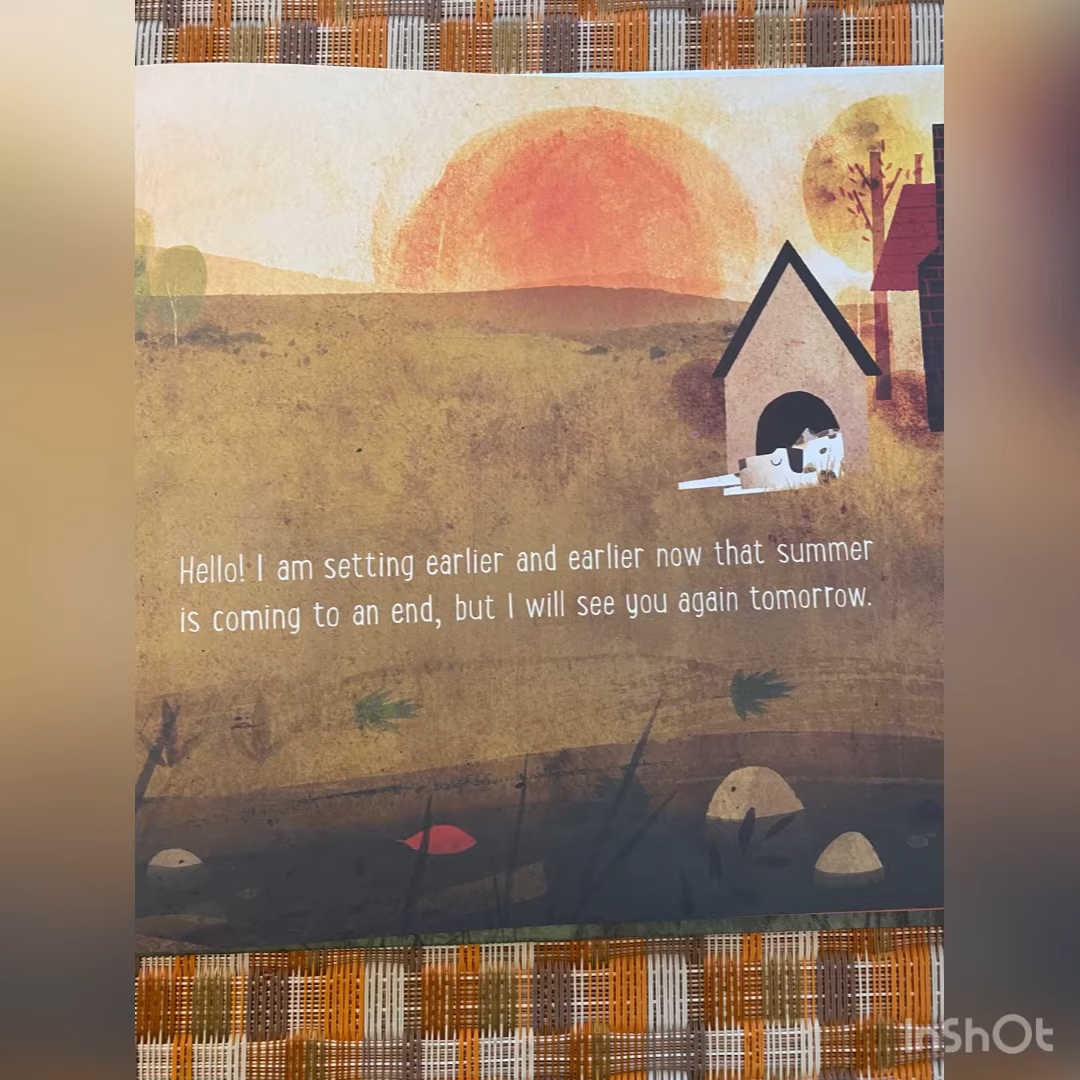 Hello! I am setting earlier and earlier now that summer
is coming to an end, but I will see you again tomorrow.
InShOt